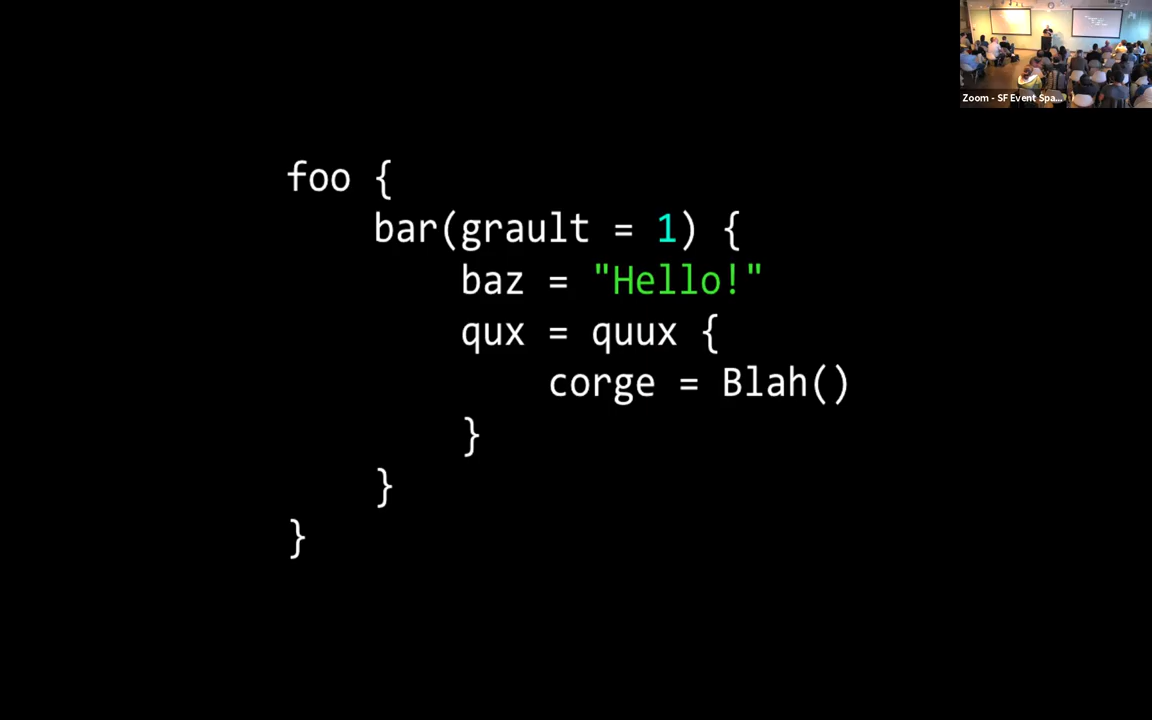 Zoom - SF Event Spa...
foo {
    bar(grault = 1) {
        baz = "Hello!"
        qux = quux {
            corge = Blah()
        }
    }
}